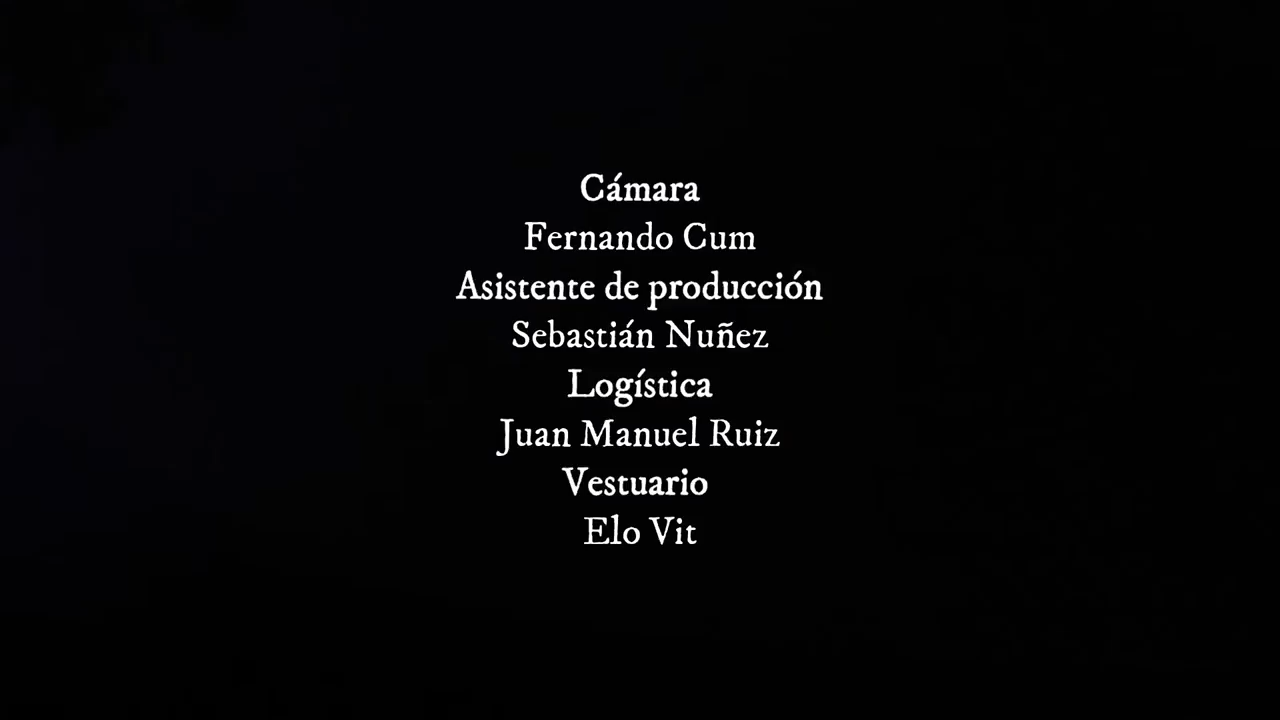 Cámara
Fernando Cum
Asistente de producción
Sebastián Nuñez
Logística
Juan Manuel Ruiz
Vestuario
Elo Vit